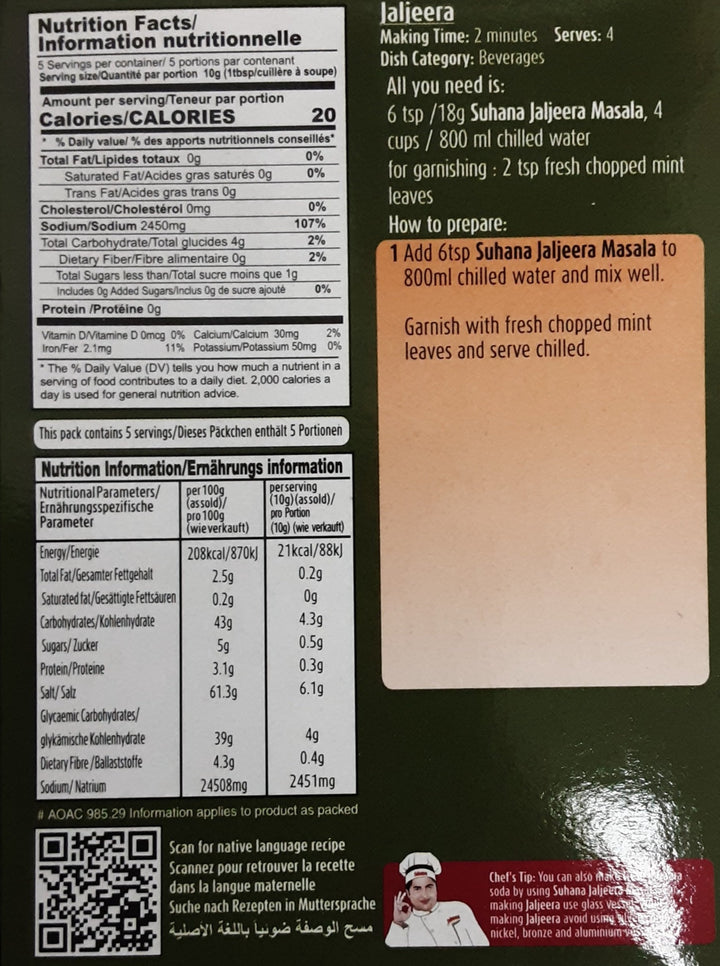 Nutrition Facts/
Information nutritionnelle
5 Servings per container/ 5 portions par contenant
Serving size/Quantité par portion 10g (1tbsp/cuillère à soupe)
Amount per serving/Teneur par portion
Calories/CALORIES 20
* % Daily value/ % des apports nutritionnels conseillés*
Total Fat/Lipides totaux 0g 0%
Saturated Fat/Acides gras saturés 0g 0%
Trans Fat/Acides gras trans 0g
Cholesterol/Cholestérol 0mg 0%
Sodium/Sodium 2450mg 107%
Total Carbohydrate/Total glucides 4g 2%
Dietary Fiber/Fibre alimentaire 0g 2%
Total Sugars less than/Total sucre moins que 1g
Includes 0g Added Sugars/Inclus 0g de sucre ajouté 0%
Protein /Protéine 0g
Vitamin D/Vitamine D 0mcg 0% Calcium/Calcium 30mg 2%
Iron/Fer 2.1mg 11% Potassium/Potassium 50mg 0%
* The % Daily Value (DV) tells you how much a nutrient in a
serving of food contributes to a daily diet. 2,000 calories a
day is used for general nutrition advice.
This pack contains 5 servings/Dieses Päckchen enthält 5 Portionen
Nutrition Information/Ernährungs information
Nutritional Parameters/
Ernährungsspezifische
Parameter
per 100g
(as sold)/
pro 100g
(wie verkauft)
per serving
(10g) (as sold)/
pro Portion
(10g) (wie verkauft)
Energy/Energie 208kcal/870kJ 21kcal/88kJ
Total Fat/Gesamter Fettgehalt 2.5g 0.2g
Saturated fat/Gesättigte Fettsäuren 0.2g 0g
Carbohydrates/Kohlenhydrate 43g 4.3g
Sugars/ Zucker 5g 0.5g
Protein/Proteine 3.1g 0.3g
Salt/ Salz 61.3g 6.1g
Glycaemic Carbohydrates/
glykämische Kohlenhydrate 39g 4g
Dietary Fibre /Ballaststoffe 4.3g 0.4g
Sodium/ Natrium 24508mg 2451mg
# AOAC 985.29 Information applies to product as packed
Scan for native language recipe
Scannez pour retrouver la recette
dans la langue maternelle
Suche nach Rezepten in Muttersprache
مسح الوصفة ضوئياً باللغة الأصلية
Jaljeera
Making Time: 2 minutes Serves: 4
Dish Category: Beverages
All you need is:
6 tsp /18g Suhana Jaljeera Masala, 4
cups / 800 ml chilled water
for garnishing : 2 tsp fresh chopped mint
leaves
How to prepare:
1 Add 6tsp Suhana Jaljeera Masala to
800ml chilled water and mix well.
Garnish with fresh chopped mint
leaves and serve chilled.
Chef's Tip: You can also make
soda by using Suhana Jaljeera
making Jaljeera use glass
making Jaljeera avoid using
nickel, bronze and aluminium